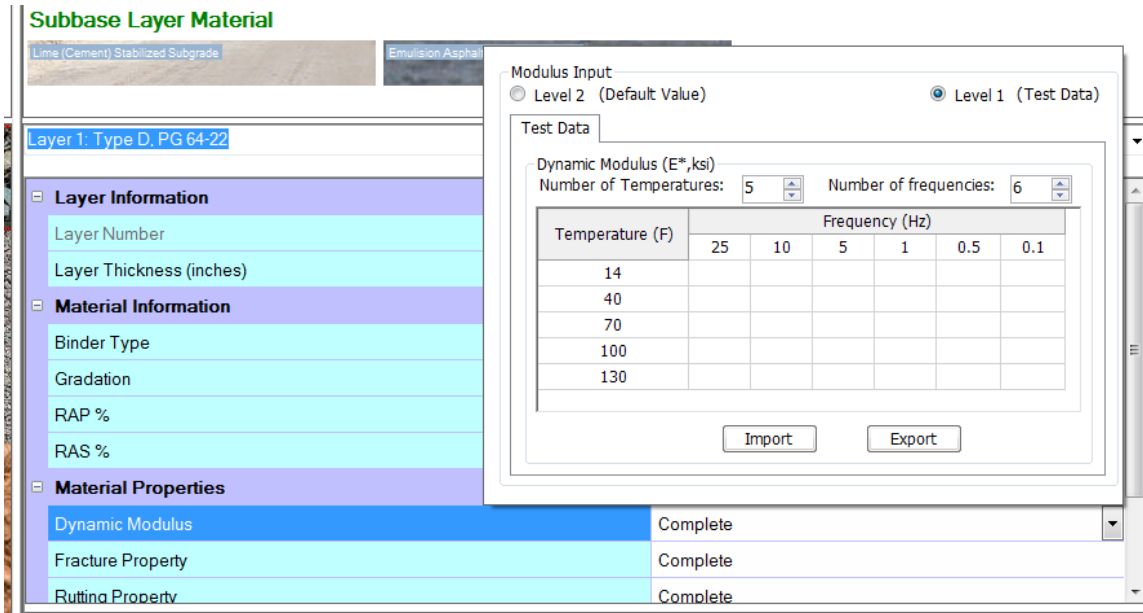 Subbase Layer Material
Lime (Cement) Stabilized Subgrade
Emulision Asphalt
Modulus Input
Level 2 (Default Value) Level 1 (Test Data)
Layer 1: Type D, PG 64-22
Test Data
Dynamic Modulus (E*,ksi)
Number of Temperatures: 5 Number of frequencies: 6
Temperature (F) Frequency (Hz)
25 10 5 1 0.5 0.1
14
40
70
100
130
Import Export
Layer Information
Layer Number
Layer Thickness (inches)
Material Information
Binder Type
Gradation
RAP %
RAS %
Material Properties
Dynamic Modulus Complete
Fracture Property Complete
Rutting Property Complete